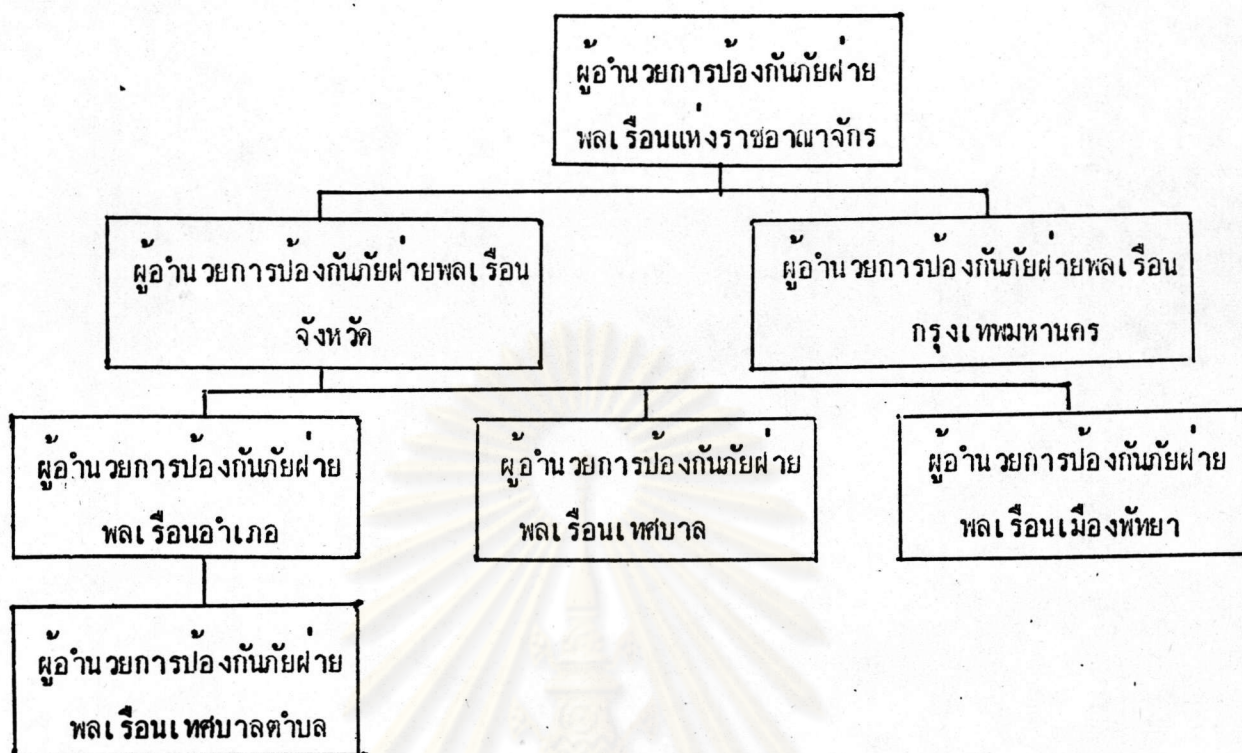 ผู้อำนวยการป้องกันภัยฝ่าย
พลเรือนแห่งราชอาณาจักร
ผู้อำนวยการป้องกันภัยฝ่ายพลเรือน
จังหวัด
ผู้อำนวยการป้องกันภัยฝ่ายพลเรือน
กรุงเทพมหานคร
ผู้อำนวยการป้องกันภัยฝ่าย
พลเรือนอำเภอ
ผู้อำนวยการป้องกันภัยฝ่าย
พลเรือนเทศบาล
ผู้อำนวยการป้องกันภัยฝ่าย
พลเรือนเมืองพัทยา
ผู้อำนวยการป้องกันภัยฝ่าย
พลเรือนเทศบาลตำบล